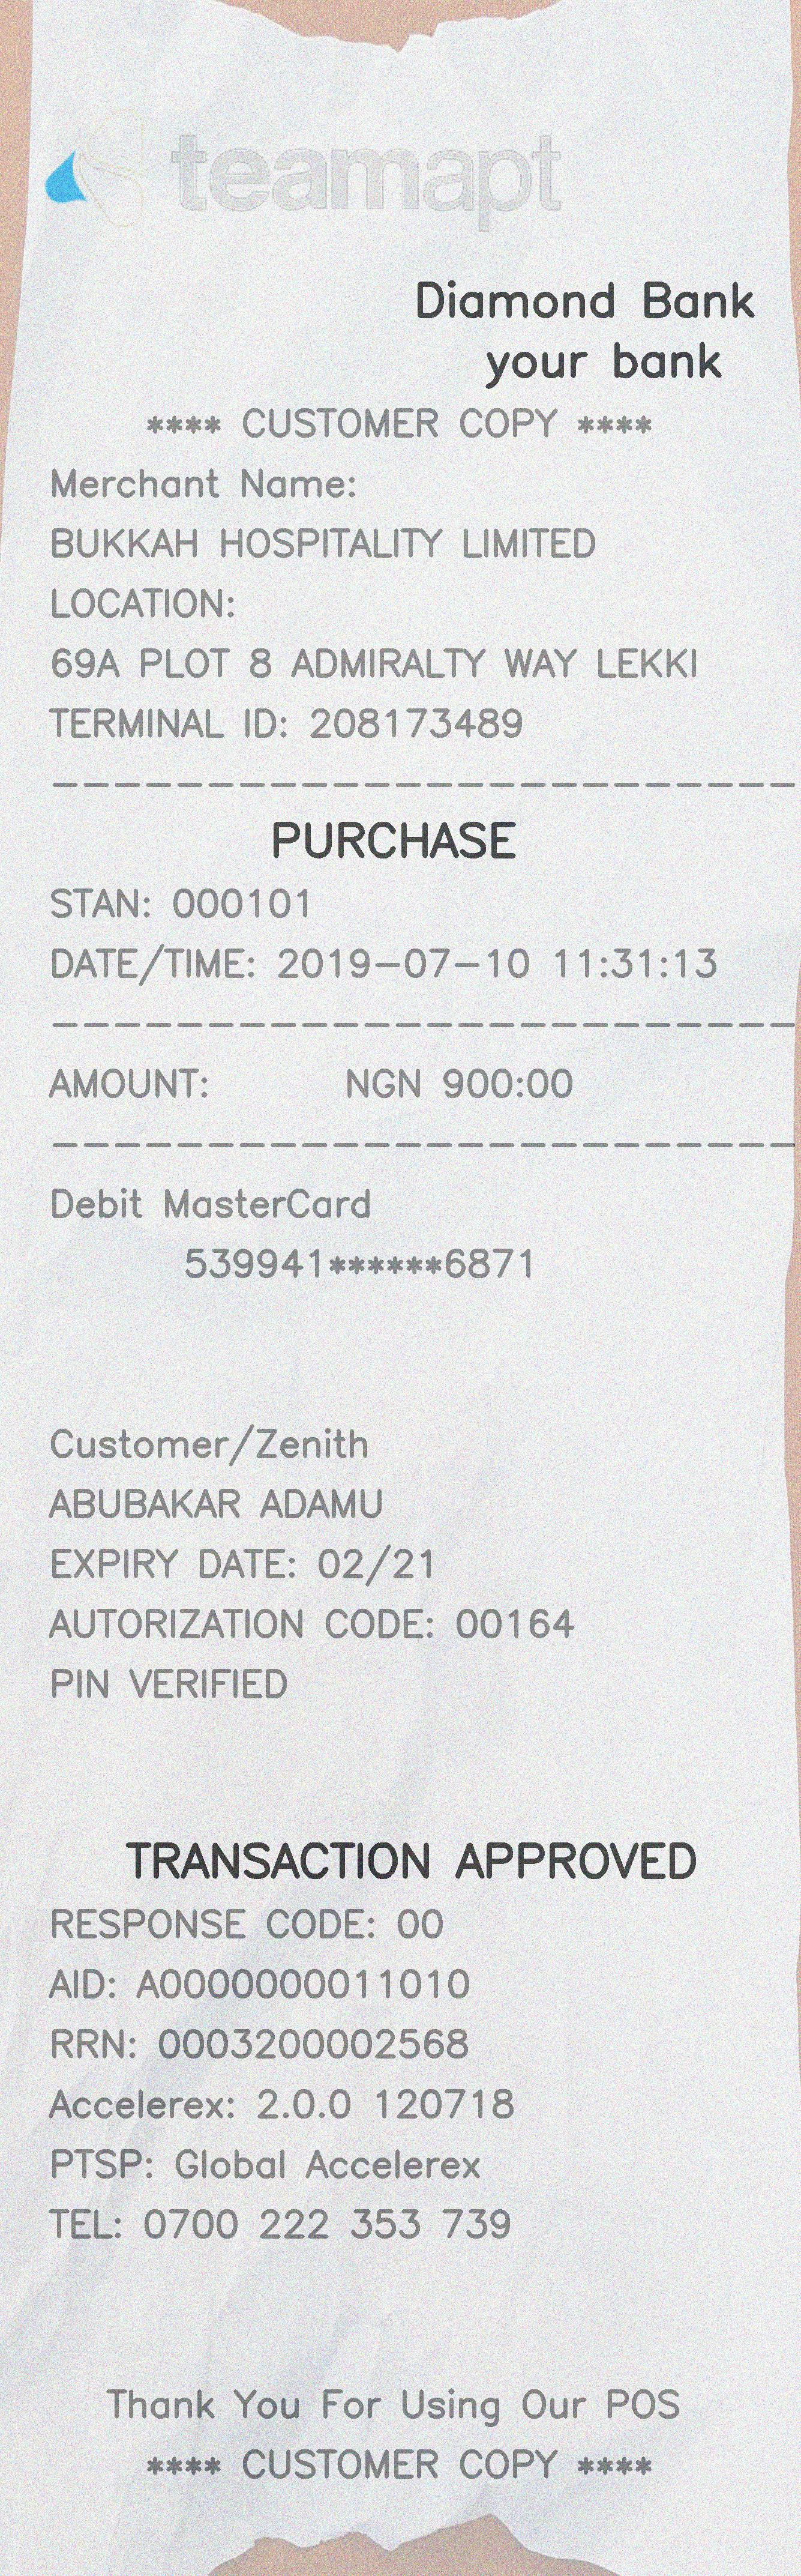 teamapt
Diamond Bank
your bank
**** CUSTOMER COPY ****
Merchant Name:
BUKKAH HOSPITALITY LIMITED
LOCATION:
69A PLOT 8 ADMIRALTY WAY LEKKI
TERMINAL ID: 208173489
------------------------
PURCHASE
STAN: 000101
DATE/TIME: 2019-07-10 11:31:13
------------------------
AMOUNT: NGN 900:00
------------------------
Debit MasterCard
539941******6871
Customer/Zenith
ABUBAKAR ADAMU
EXPIRY DATE: 02/21
AUTORIZATION CODE: 00164
PIN VERIFIED
TRANSACTION APPROVED
RESPONSE CODE: 00
AID: A0000000011010
RRN: 0003200002568
Accelerex: 2.0.0 120718
PTSP: Global Accelerex
TEL: 0700 222 353 739
Thank You For Using Our POS
**** CUSTOMER COPY ****